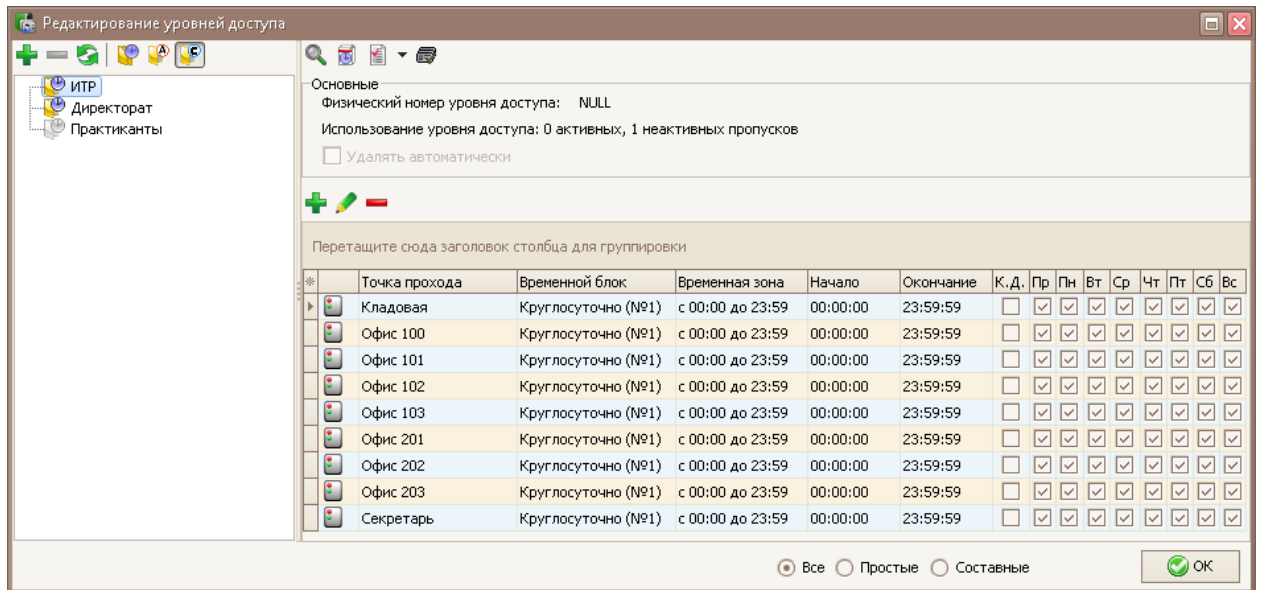 Редактирование уровней доступа
A C
ИТР
Директорат
Практиканты
Основные
Физический номер уровня доступа: NULL
Использование уровня доступа: 0 активных, 1 неактивных пропусков
Удалять автоматически
Перетащите сюда заголовок столбца для группировки
Точка прохода Временной блок Временная зона Начало Окончание К.Д. Пр Пн Вт Ср Чт Пт Сб Вс
Кладовая Круглосуточно (№1) с 00:00 до 23:59 00:00:00 23:59:59
Офис 100 Круглосуточно (№1) с 00:00 до 23:59 00:00:00 23:59:59
Офис 101 Круглосуточно (№1) с 00:00 до 23:59 00:00:00 23:59:59
Офис 102 Круглосуточно (№1) с 00:00 до 23:59 00:00:00 23:59:59
Офис 103 Круглосуточно (№1) с 00:00 до 23:59 00:00:00 23:59:59
Офис 201 Круглосуточно (№1) с 00:00 до 23:59 00:00:00 23:59:59
Офис 202 Круглосуточно (№1) с 00:00 до 23:59 00:00:00 23:59:59
Офис 203 Круглосуточно (№1) с 00:00 до 23:59 00:00:00 23:59:59
Секретарь Круглосуточно (№1) с 00:00 до 23:59 00:00:00 23:59:59
Все Простые Составные ОК